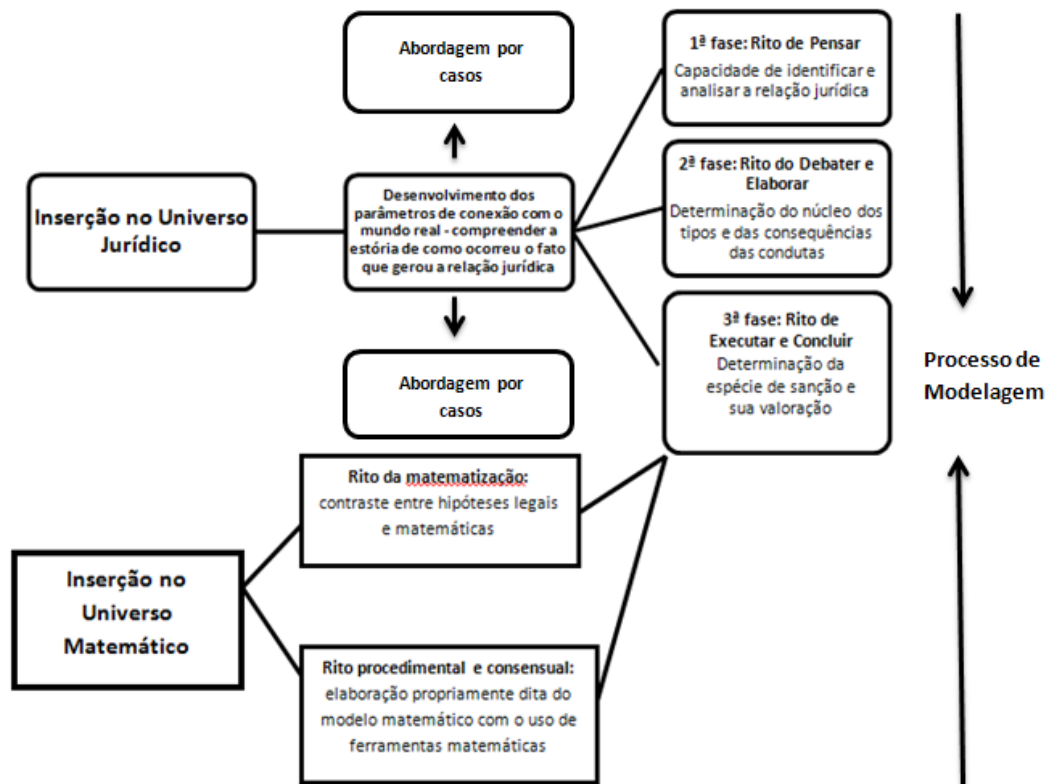 Abordagem por
casos
1ª fase: Rito de Pensar
Capacidade de identificar e
analisar a relação jurídica
Inserção no Universo
Jurídico
Desenvolvimento dos
parâmetros de conexão com o
mundo real - compreender a
estória de como ocorreu o fato
que gerou a relação jurídica
2ª fase: Rito do Debater e
Elaborar
Determinação do núcleo dos
tipos e das consequências
das condutas
3ª fase: Rito de
Executar e Concluir
Determinação da
espécie de sanção e
sua valoração
Processo de
Modelagem
Abordagem por
casos
Rito da matematização:
contraste entre hipóteses legais
e matemáticas
Inserção no
Universo
Matemático
Rito procedimental e consensual:
elaboração propriamente dita do
modelo matemático com o uso de
ferramentas matemáticas